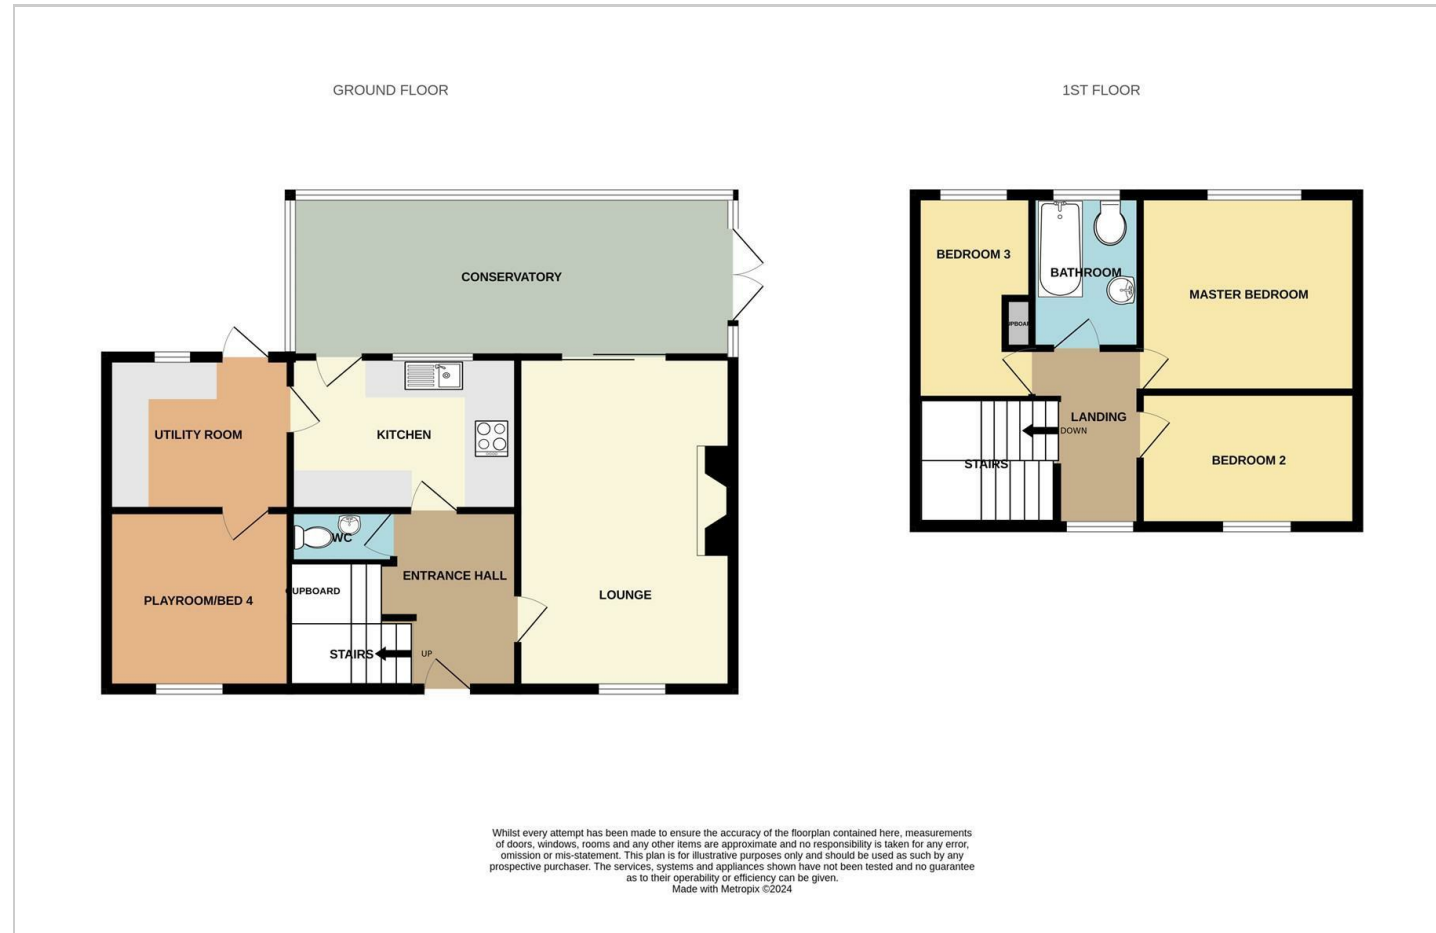 GROUND FLOOR
1ST FLOOR
CONSERVATORY
UTILITY ROOM
KITCHEN
WC
ENTRANCE HALL
CUPBOARD
PLAYROOM/BED 4
LOUNGE
STAIRS
UP
BEDROOM 3
BATHROOM
MASTER BEDROOM
LANDING
DOWN
STAIRS
BEDROOM 2
Whilst every attempt has been made to ensure the accuracy of the floorplan contained here, measurements
of doors, windows, rooms and any other items are approximate and no responsibility is taken for any error,
omission or mis-statement. This plan is for illustrative purposes only and should be used as such by any
prospective purchaser. The services, systems and appliances shown have not been tested and no guarantee
as to their operability or efficiency can be given.
Made with Metropix ©2024